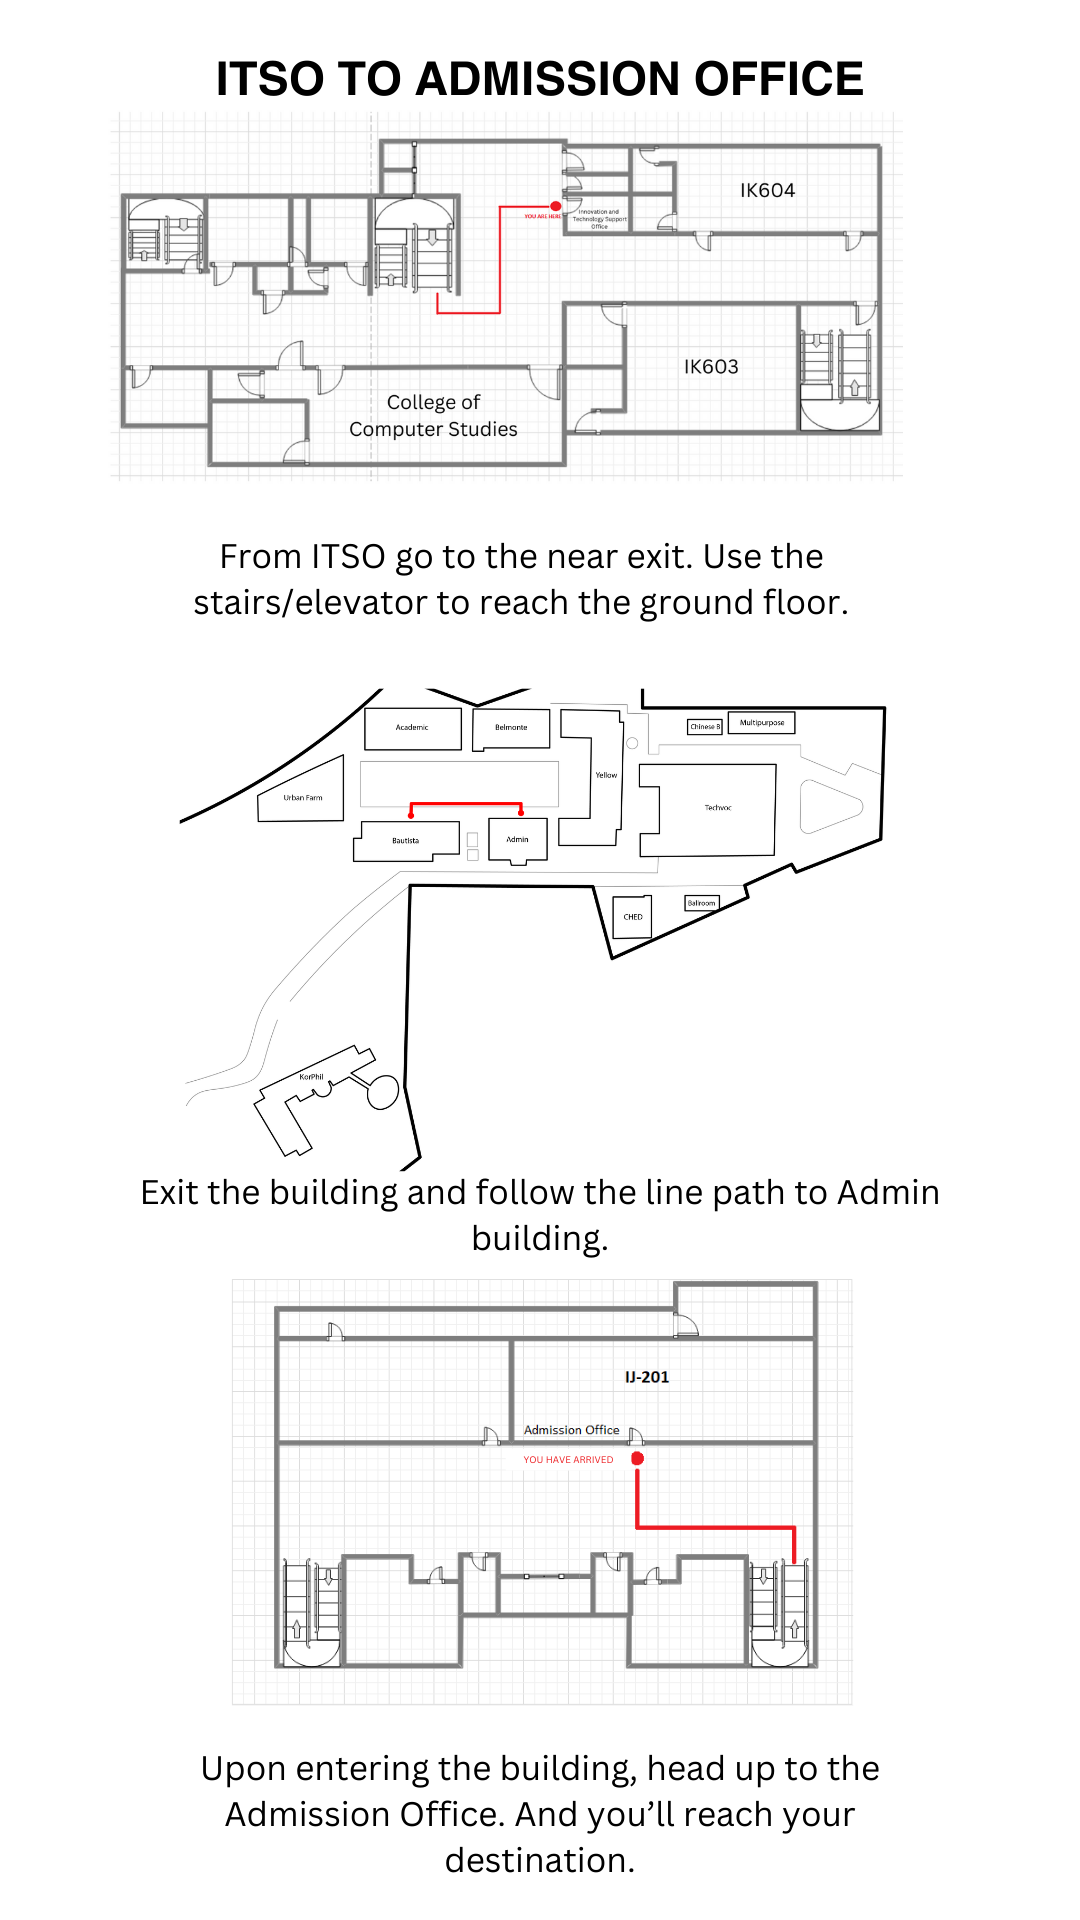 ITSO TO ADMISSION OFFICE
IK604
YOU ARE HERE
Innovation and
Technology Support
Office
IK603
College of
Computer Studies
From ITSO go to the near exit. Use the
stairs/elevator to reach the ground floor.
Academic
Belmonte
Chinese B
Multipurpose
Yellow
Urban Farm
Techvoc
Bautista
Admin
CHED
Ballroom
KorPhil
Exit the building and follow the line path to Admin
building.
IJ-201
Admission Office
YOU HAVE ARRIVED
Upon entering the building, head up to the
Admission Office. And you’ll reach your
destination.